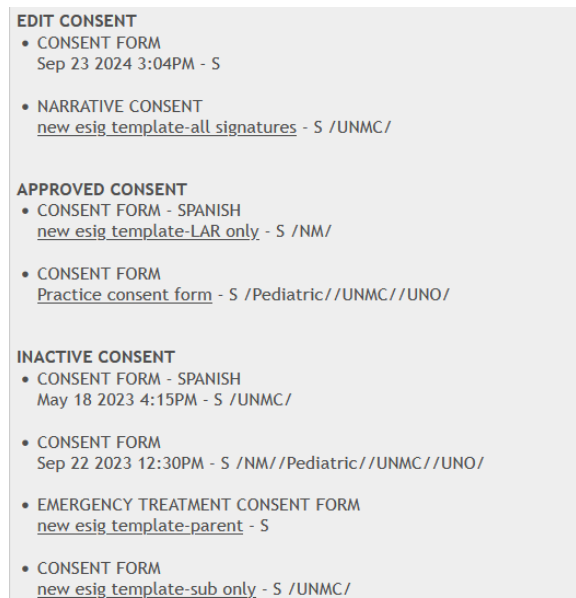 EDIT CONSENT
• CONSENT FORM
Sep 23 2024 3:04PM - S
• NARRATIVE CONSENT
new esig template-all signatures - S /UNMC/
APPROVED CONSENT
• CONSENT FORM - SPANISH
new esig template-LAR only - S /NM/
• CONSENT FORM
Practice consent form - S /Pediatric//UNMC//UNO/
INACTIVE CONSENT
• CONSENT FORM - SPANISH
May 18 2023 4:15PM - S /UNMC/
• CONSENT FORM
Sep 22 2023 12:30PM - S /NM//Pediatric//UNMC//UNO/
• EMERGENCY TREATMENT CONSENT FORM
new esig template-parent - S
• CONSENT FORM
new esig template-sub only - S /UNMC/